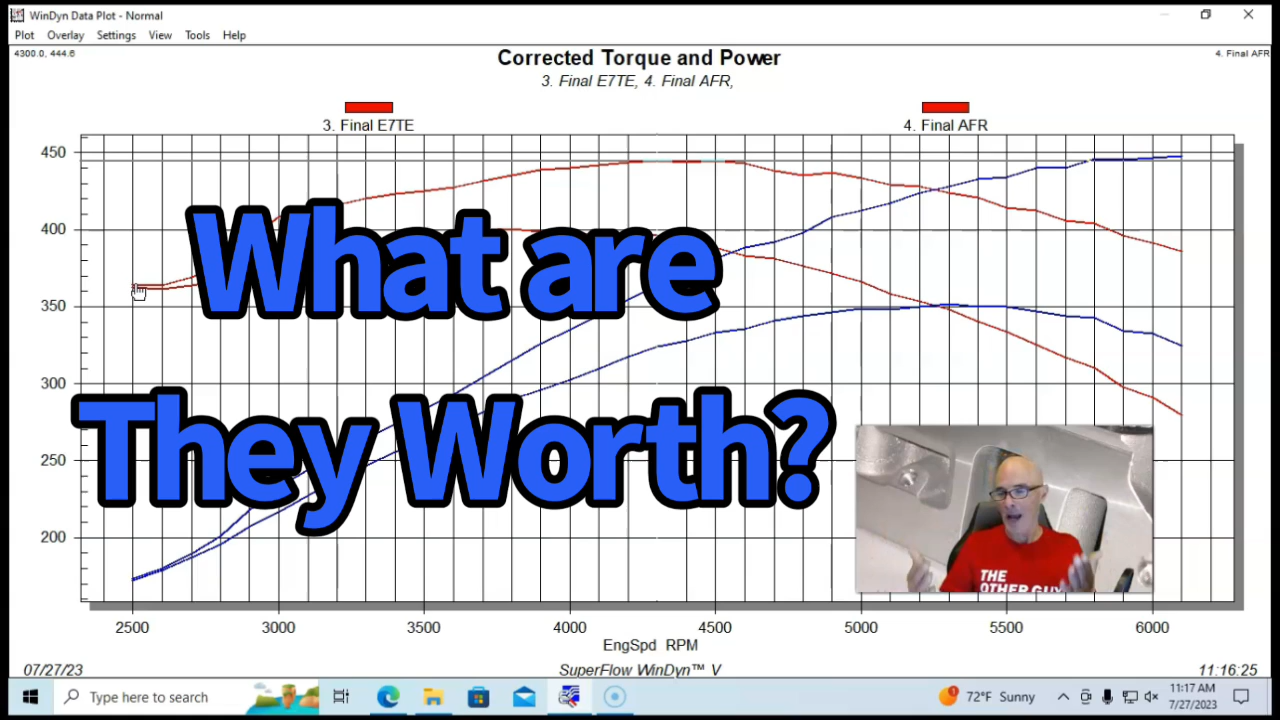 WinDyn Data Plot - Normal
Plot Overlay Settings View Tools Help
4300.0, 444.6
4. Final AFR
Corrected Torque and Power
3. Final E7TE, 4. Final AFR,
3. Final E7TE
4. Final AFR
450
400
350
300
250
200
What are
They Worth?
THE
OTHER GUY
2500 3000 3500 4000 4500 5000 5500 6000
EngSpd RPM
07/27/23
SuperFlow WinDyn™ V
11:16:25
Type here to search
1
72°F Sunny
11:17 AM
7/27/2023